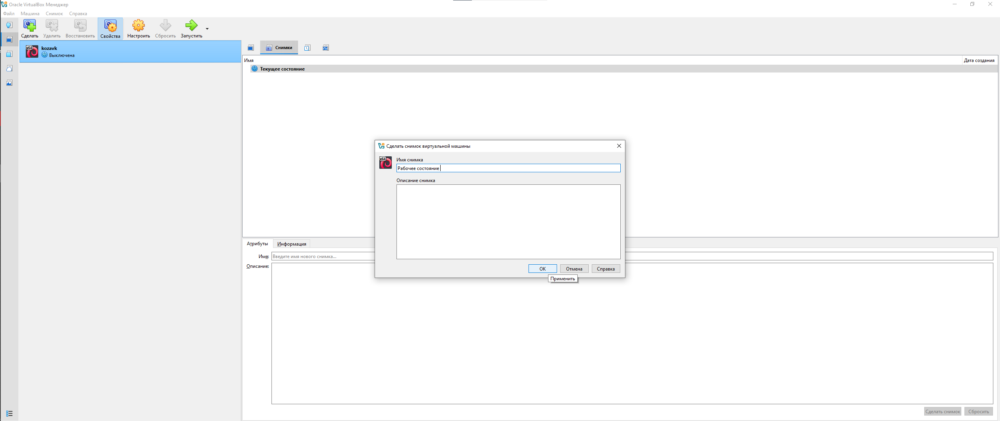 Oracle VirtualBox Менеджер
Файл Машина Снимок Справка
Сделать Удалить Восстановить Свойства Настроить Сбросить Запустить
x64
kozavk
Выключена
Снимки
Имя Дата создания
Текущее состояние
Сделать снимок виртуальной машины
x64
Имя снимка
Рабочее состояние
Описание снимка
OK Отмена Справка
Применить
Атрибуты Информация
Имя: Введите имя нового снимка...
Описание:
Сделать снимок Сбросить